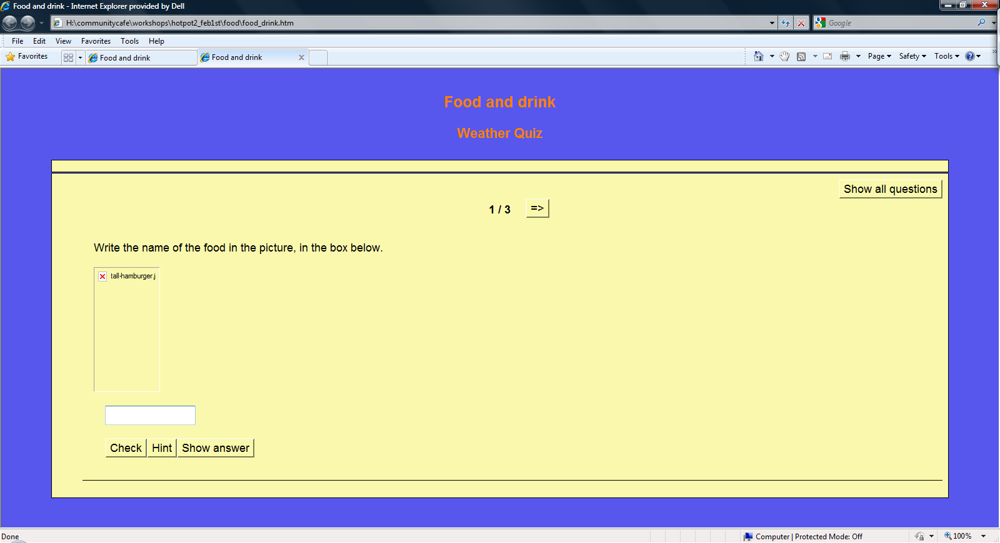 Food and drink - Internet Explorer provided by Dell
H:\communitycafe\workshops\hotpot2_feb1st\food\food_drink.htm
Google
File Edit View Favorites Tools Help
Favorites
Food and drink
Food and drink
Page Safety Tools
Food and drink
Weather Quiz
Show all questions
1 / 3 =>
Write the name of the food in the picture, in the box below.
tall-hamburger.j
Check Hint Show answer
Done
Computer | Protected Mode: Off
100%